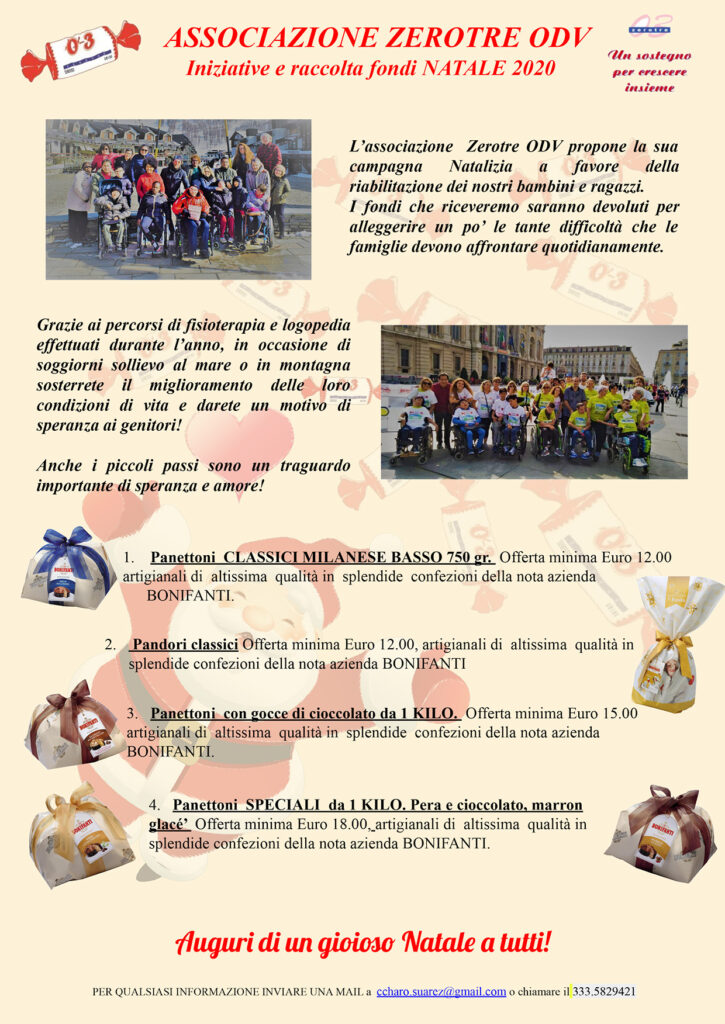 0-3
ASSOCIAZIONE ZEROTRE ODV
Iniziative e raccolta fondi NATALE 2020
03
zerotre
Un sostegno
per crescere
insieme
L'associazione Zerotre ODV propone la sua
campagna Natalizia a favore della
riabilitazione dei nostri bambini e ragazzi.
I fondi che riceveremo saranno devoluti per
alleggerire un po' le tante difficoltà che le
famiglie devono affrontare quotidianamente.
0-3
Grazie ai percorsi di fisioterapia e logopedia
effettuati durante l'anno, in occasione di
soggiorni sollievo al mare o in montagna
sosterrete il miglioramento delle loro
condizioni di vita e darete un motivo di
speranza ai genitori!
Anche i piccoli passi sono un traguardo
importante di speranza e amore!
1. Panettoni CLASSICI MILANESE BASSO 750 gr. Offerta minima Euro 12.00
artigianali di altissima qualità in splendide confezioni della nota azienda
BONIFANTI.
BONIFANTI
2. Pandori classici Offerta minima Euro 12.00, artigianali di altissima qualità in
splendide confezioni della nota azienda BONIFANTI
3. Panettoni con gocce di cioccolato da 1 KILO. Offerta minima Euro 15.00
artigianali di altissima qualità in splendide confezioni della nota azienda
BONIFANTI.
BONIFANTI
4. Panettoni SPECIALI da 1 KILO. Pera e cioccolato, marron
glacé' Offerta minima Euro 18.00, artigianali di altissima qualità in
splendide confezioni della nota azienda BONIFANTI.
BONIFANTI
BONIFANTI
Auguri di un gioioso Natale a tutti!
PER QUALSIASI INFORMAZIONE INVIARE UNA MAIL a ccharo.suarez@gmail.com o chiamare il 333.5829421